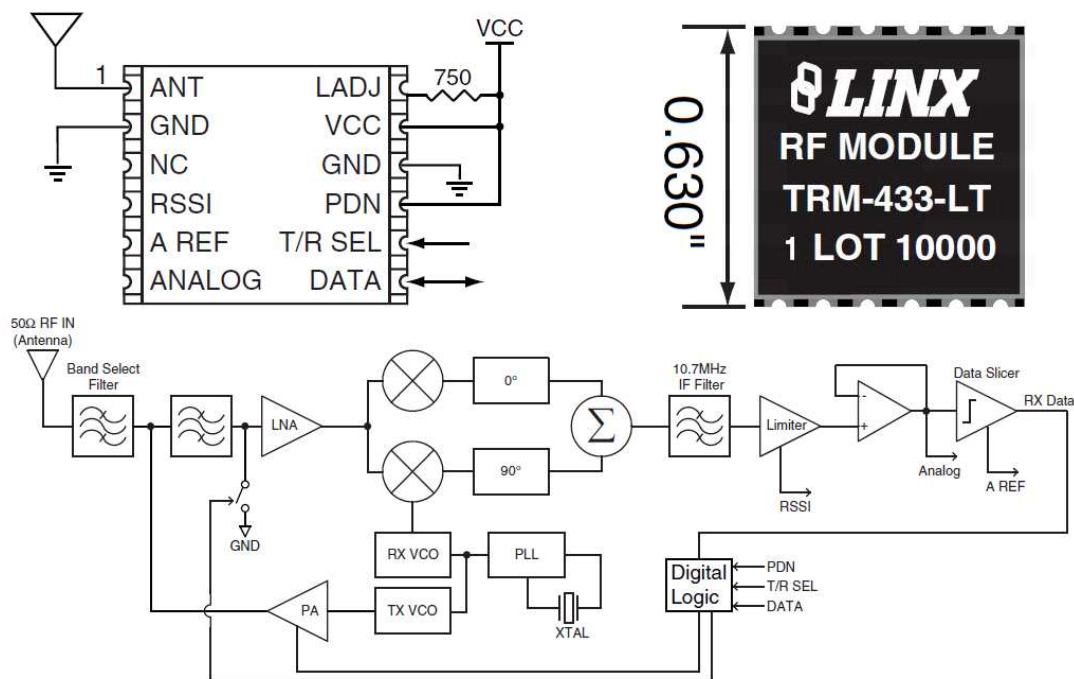 VCC
1
750
ANT
LADJ
GND
VCC
NC
GND
RSSI
PDN
A REF
T/R SEL
ANALOG
DATA
0.630"
LINX
RF MODULE
TRM-433-LT
1 LOT 10000
50Ω RF IN
(Antenna)
Band Select
Filter
LNA
0°
90°
Σ
10.7MHz
IF Filter
Limiter
RSSI
-
+
Analog
Data Slicer
A REF
RX Data
GND
RX VCO
PLL
TX VCO
XTAL
PA
Digital
Logic
PDN
T/R SEL
DATA